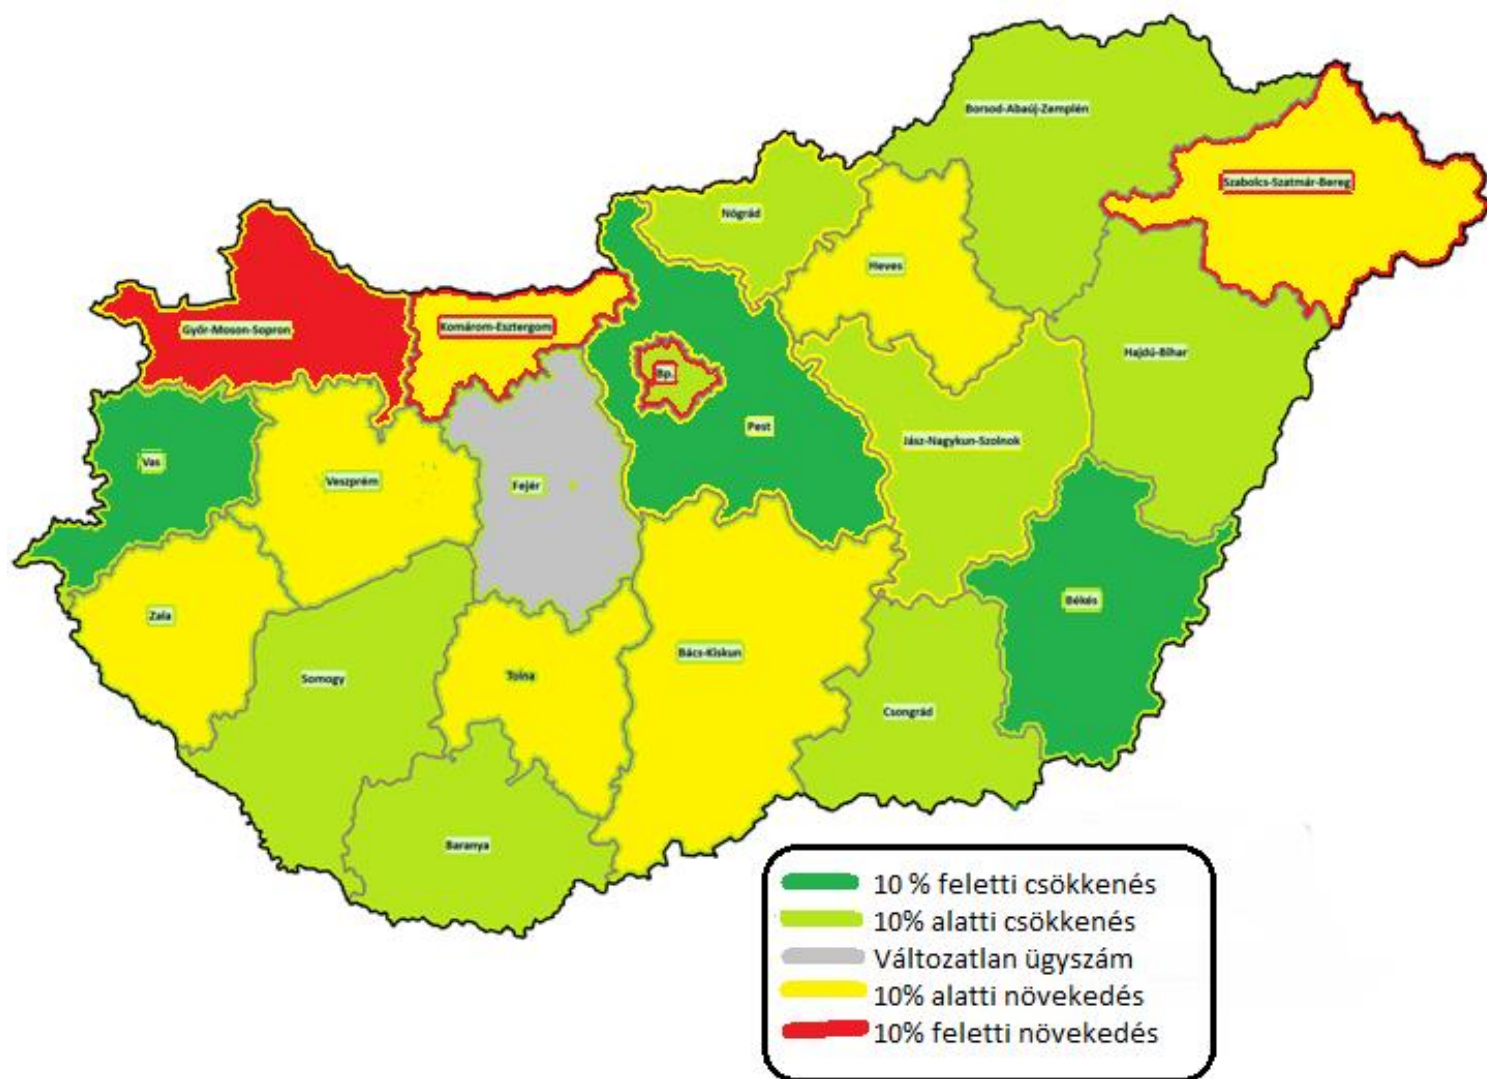 Borsod-Abaúj-Zemplén
Szabolcs-Szatmár-Bereg
Nógrád
Heves
Győr-Moson-Sopron
Komárom-Esztergom
Hajdú-Bihar
Bp.
Pest
Jász-Nagykun-Szolnok
Vas
Veszprém
Fejér
Békés
Zala
Bács-Kiskun
Somogy
Tolna
Csongrád
Baranya
10 % feletti csökkenés
10% alatti csökkenés
Változatlan ügyszám
10% alatti növekedés
10% feletti növekedés